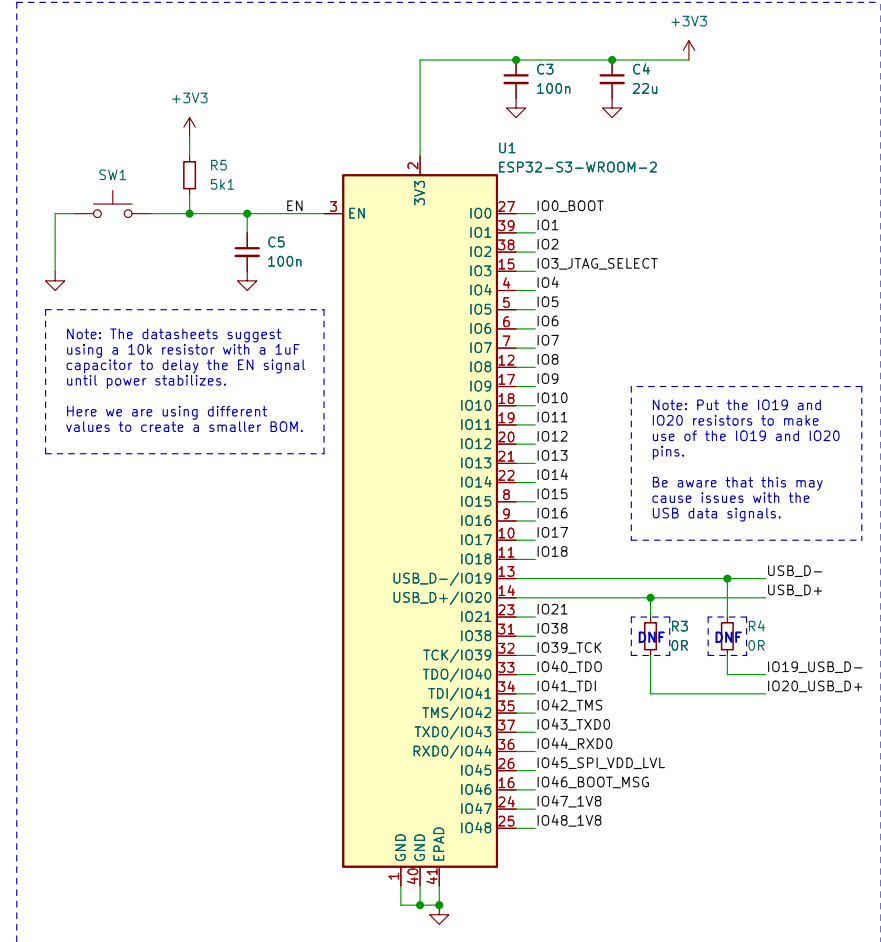 +3V3
C3
100n
C4
22u
+3V3
R5
5k1
SW1
EN
C5
100n
U1
ESP32-S3-WROOM-2
2
3V3
3 EN
IO0 27 IO0_BOOT
IO1 39 IO1
IO2 38 IO2
IO3 15 IO3_JTAG_SELECT
IO4 4 IO4
IO5 5 IO5
IO6 6 IO6
IO7 7 IO7
IO8 12 IO8
IO9 17 IO9
IO10 18 IO10
IO11 19 IO11
IO12 20 IO12
IO13 21 IO13
IO14 22 IO14
IO15 8 IO15
IO16 9 IO16
IO17 10 IO17
IO18 11 IO18
USB_D-/IO19 13 USB_D-
USB_D+/IO20 14 USB_D+
IO21 23 IO21
IO38 31 IO38
TCK/IO39 32 IO39_TCK
TDO/IO40 33 IO40_TDO
TDI/IO41 34 IO41_TDI
TMS/IO42 35 IO42_TMS
TXD0/IO43 37 IO43_TXD0
RXD0/IO44 36 IO44_RXD0
IO45 26 IO45_SPI_VDD_LVL
IO46 16 IO46_BOOT_MSG
IO47 24 IO47_1V8
IO48 25 IO48_1V8
GND
GND
EPAD
1
40
41
Note: The datasheets suggest
using a 10k resistor with a 1uF
capacitor to delay the EN signal
until power stabilizes.
Here we are using different
values to create a smaller BOM.
Note: Put the IO19 and
IO20 resistors to make
use of the IO19 and IO20
pins.
Be aware that this may
cause issues with the
USB data signals.
DNF
R3
0R
DNF
R4
0R
IO19_USB_D-
IO20_USB_D+